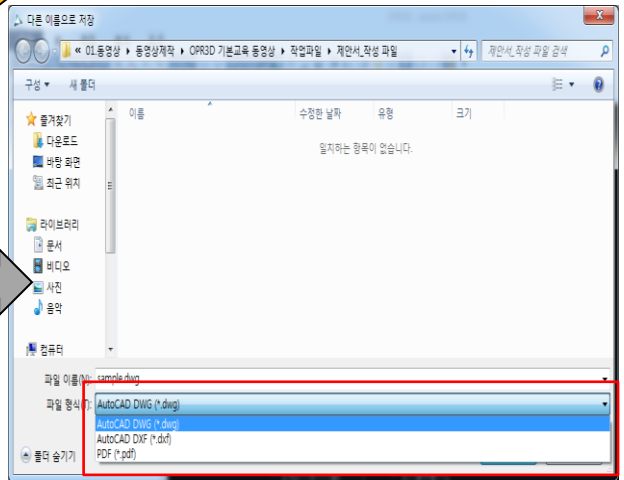 다른 이름으로 저장
« 01.동영상 ▸ 동영상제작 ▸ OPR3D 기본교육 동영상 ▸ 작업파일 ▸ 제안서_작성 파일
제안서_작성 파일 검색
구성 ▾ 새 폴더
이름 수정한 날짜 유형 크기
일치하는 항목이 없습니다.
즐겨찾기
다운로드
바탕 화면
최근 위치
라이브러리
문서
비디오
사진
음악
컴퓨터
파일 이름(N): sample.dwg
파일 형식(T): AutoCAD DWG (*.dwg)
AutoCAD DWG (*.dwg)
AutoCAD DXF (*.dxf)
PDF (*.pdf)
폴더 숨기기